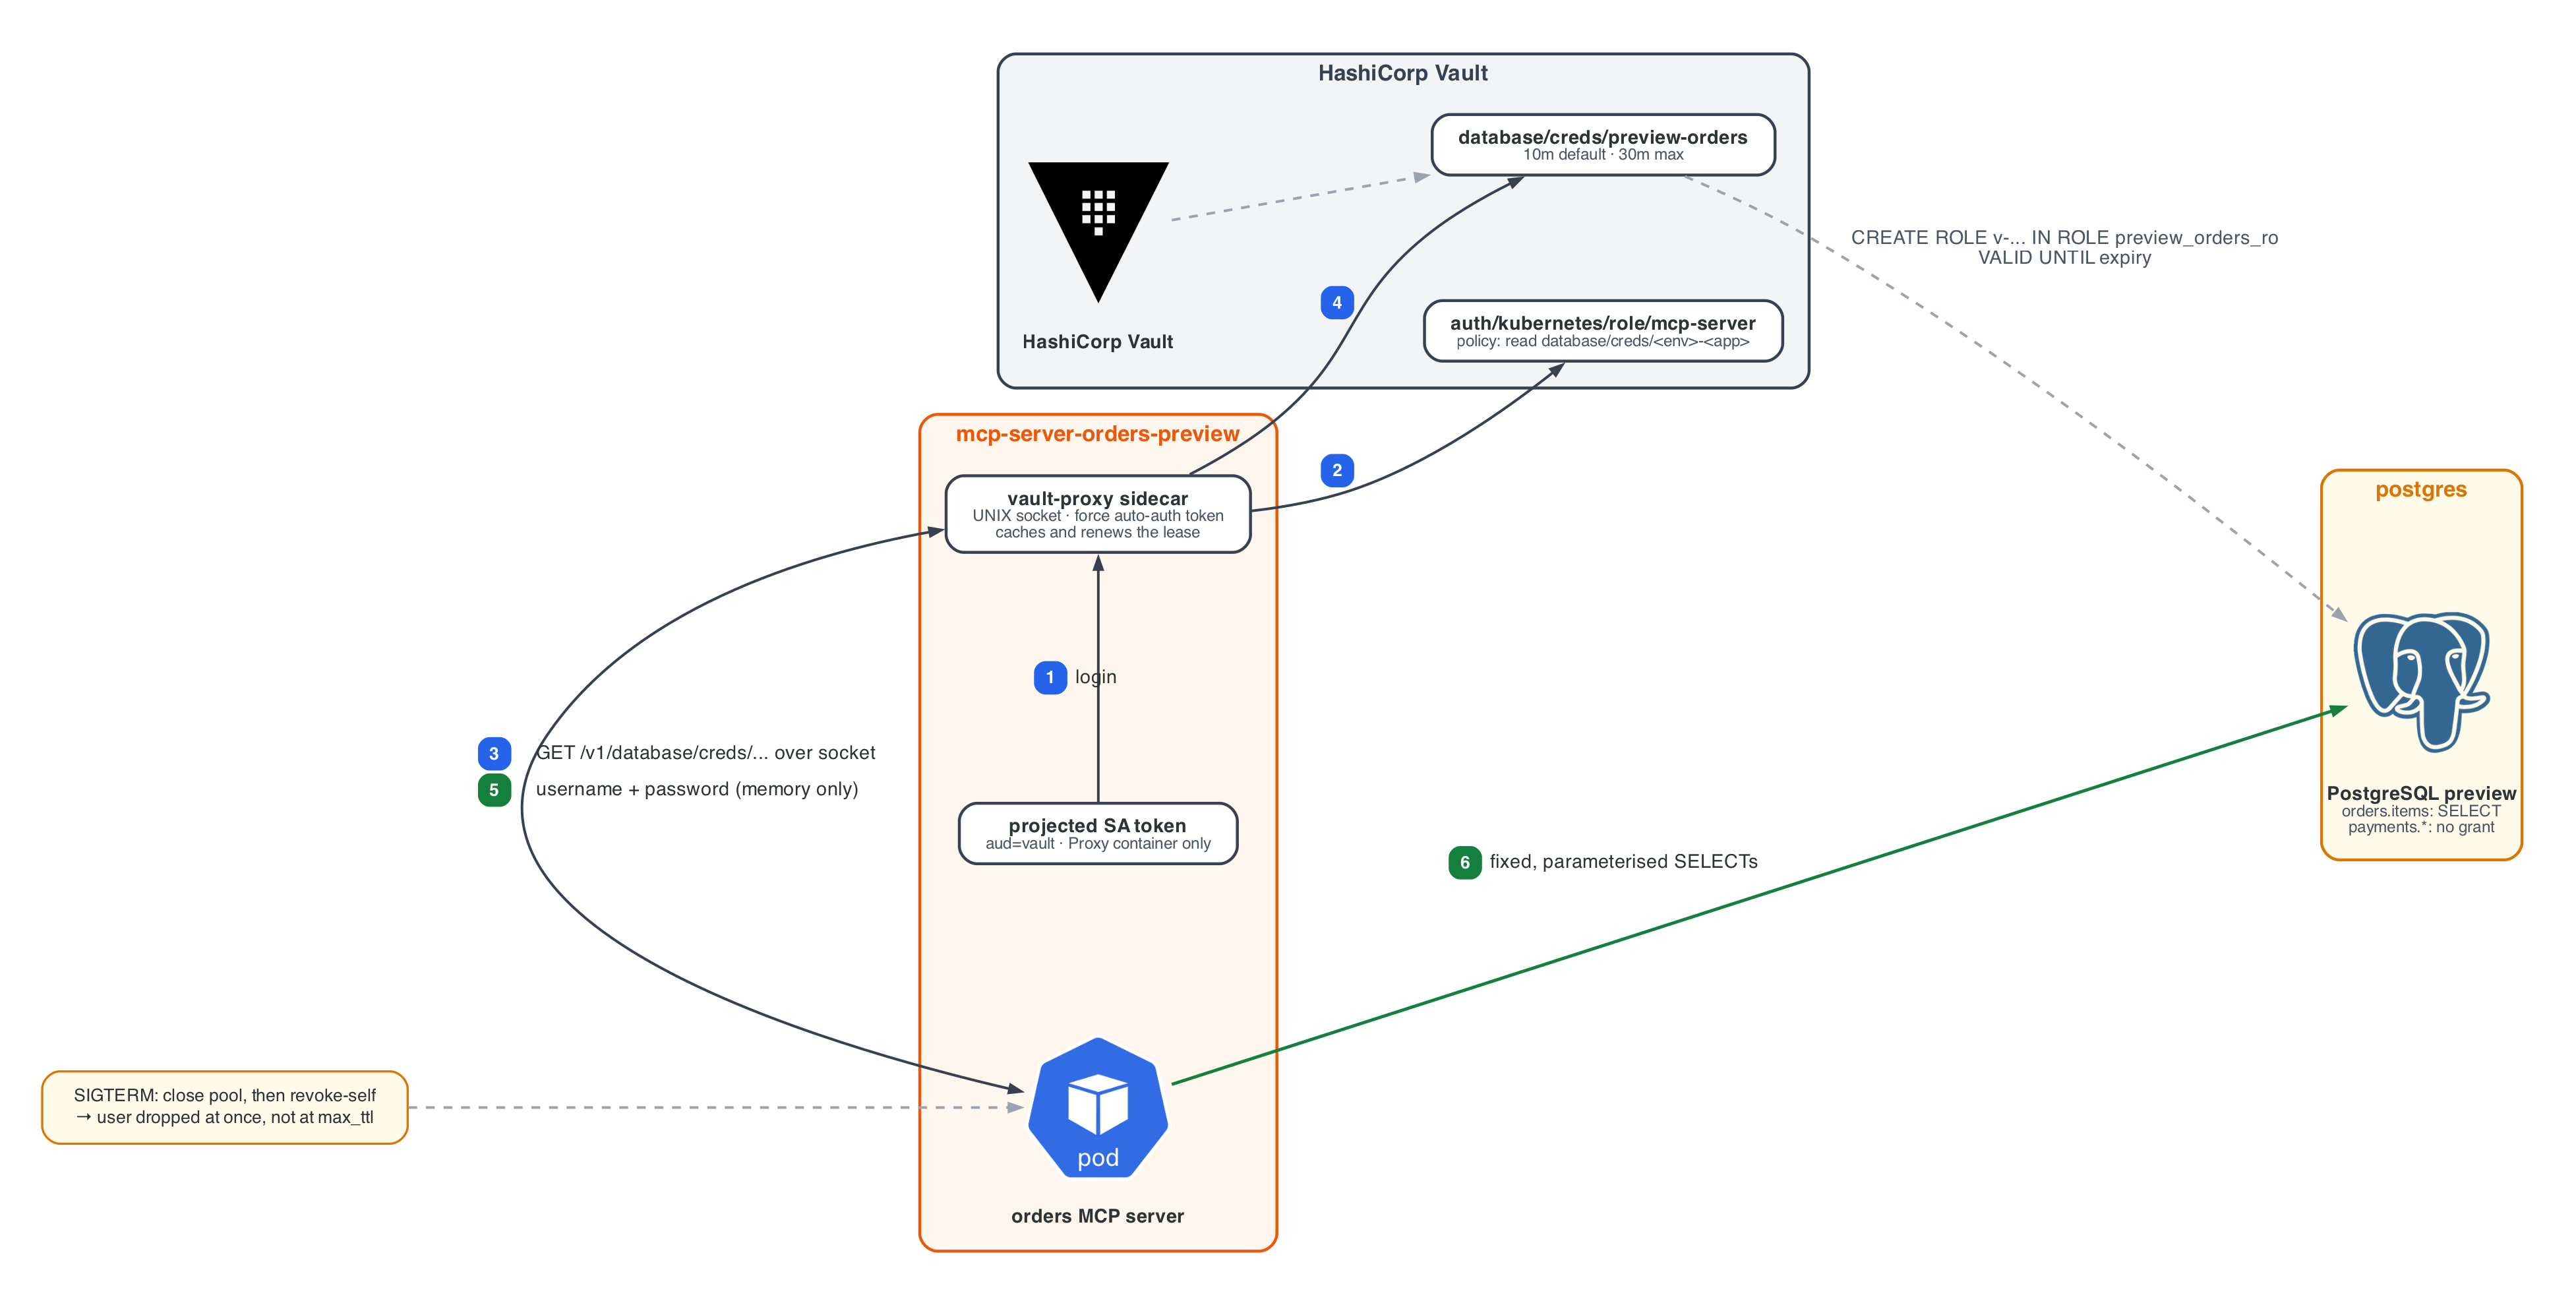 HashiCorp Vault
database/creds/preview-orders
10m default · 30m max
CREATE ROLE v-... IN ROLE preview_orders_ro
VALID UNTIL expiry
4
auth/kubernetes/role/mcp-server
policy: read database/creds/<env>-<app>
HashiCorp Vault
mcp-server-orders-preview
2
vault-proxy sidecar
UNIX socket · force auto-auth token
caches and renews the lease
postgres
1 login
3 GET /v1/database/creds/... over socket
5 username + password (memory only)
projected SA token
aud=vault · Proxy container only
PostgreSQL preview
orders.items: SELECT
payments.*: no grant
6 fixed, parameterised SELECTs
SIGTERM: close pool, then revoke-self
→ user dropped at once, not at max_ttl
pod
orders MCP server